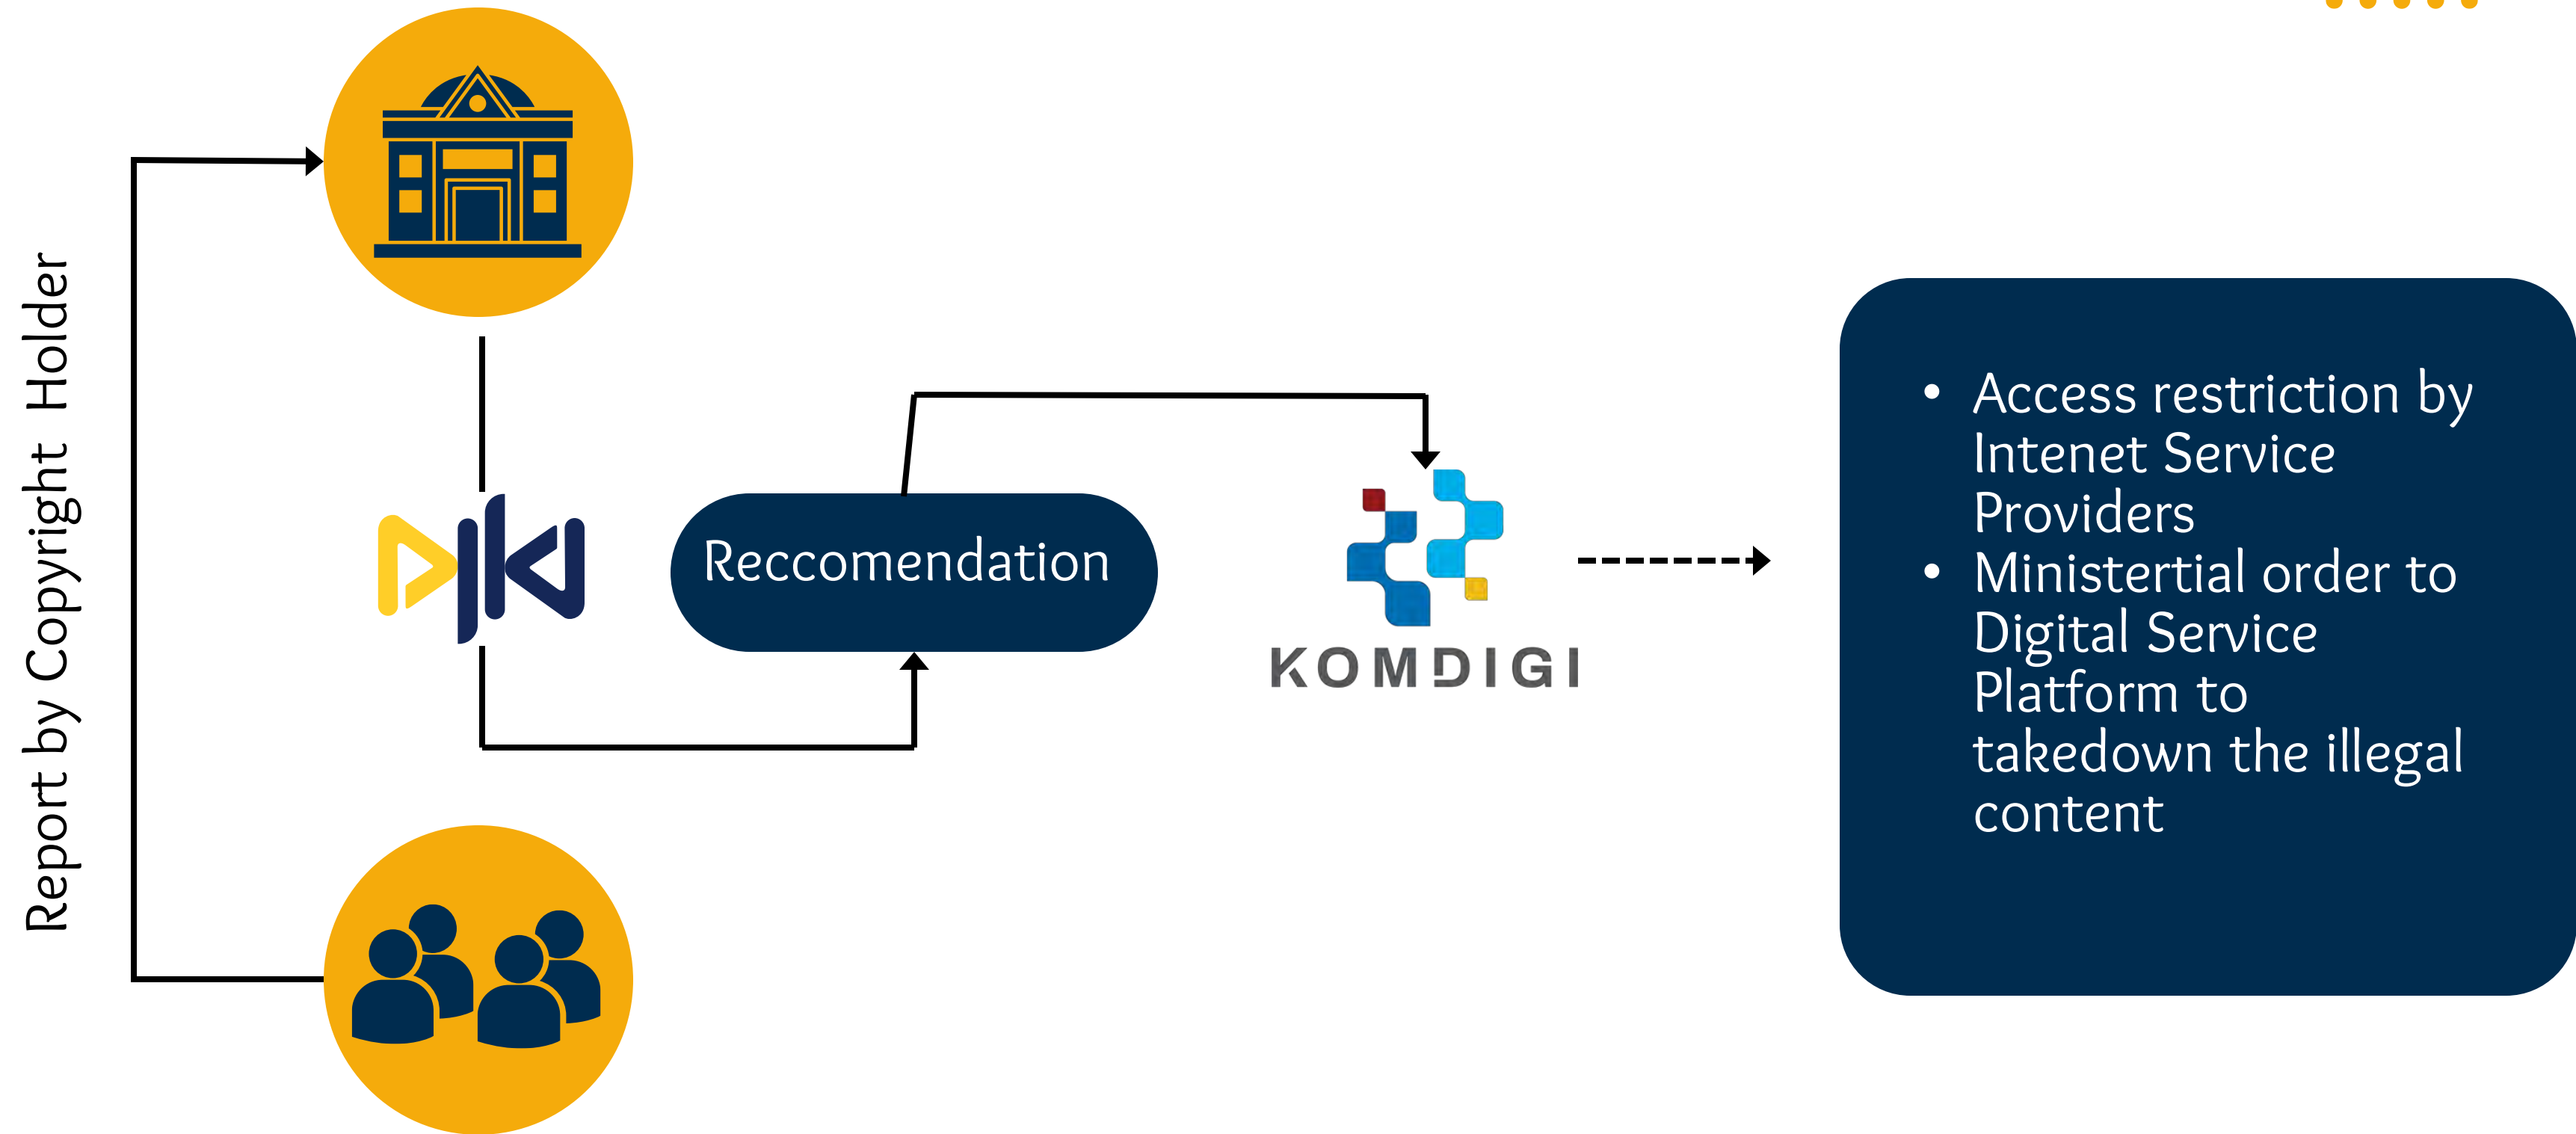 Report by Copyright Holder
DJKI
Reccomendation
KOMDIGI
• Access restriction by
Intenet Service
Providers
• Ministertial order to
Digital Service
Platform to
takedown the illegal
content